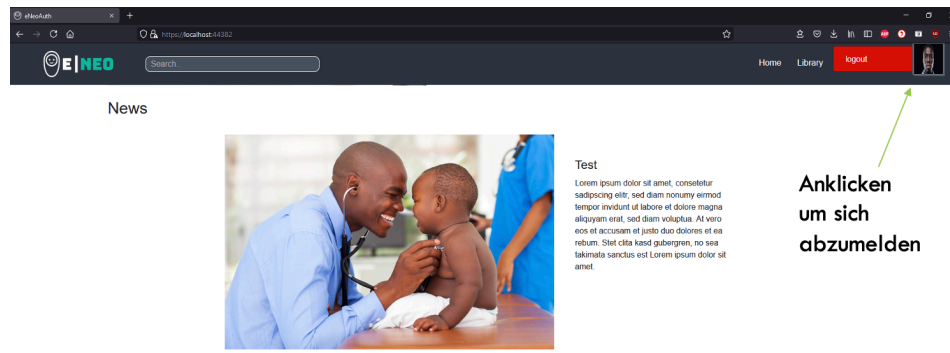 eNeoAuth
https://localhost:44382
E|NEO
Search..
Home
Library
logout
News
Test
Lorem ipsum dolor sit amet, consetetur
sadipscing elitr, sed diam nonumy eirmod
tempor invidunt ut labore et dolore magna
aliquyam erat, sed diam voluptua. At vero
eos et accusam et justo duo dolores et ea
rebum. Stet clita kasd gubergren, no sea
takimata sanctus est Lorem ipsum dolor sit
amet.
Anklicken
um sich
abzumelden